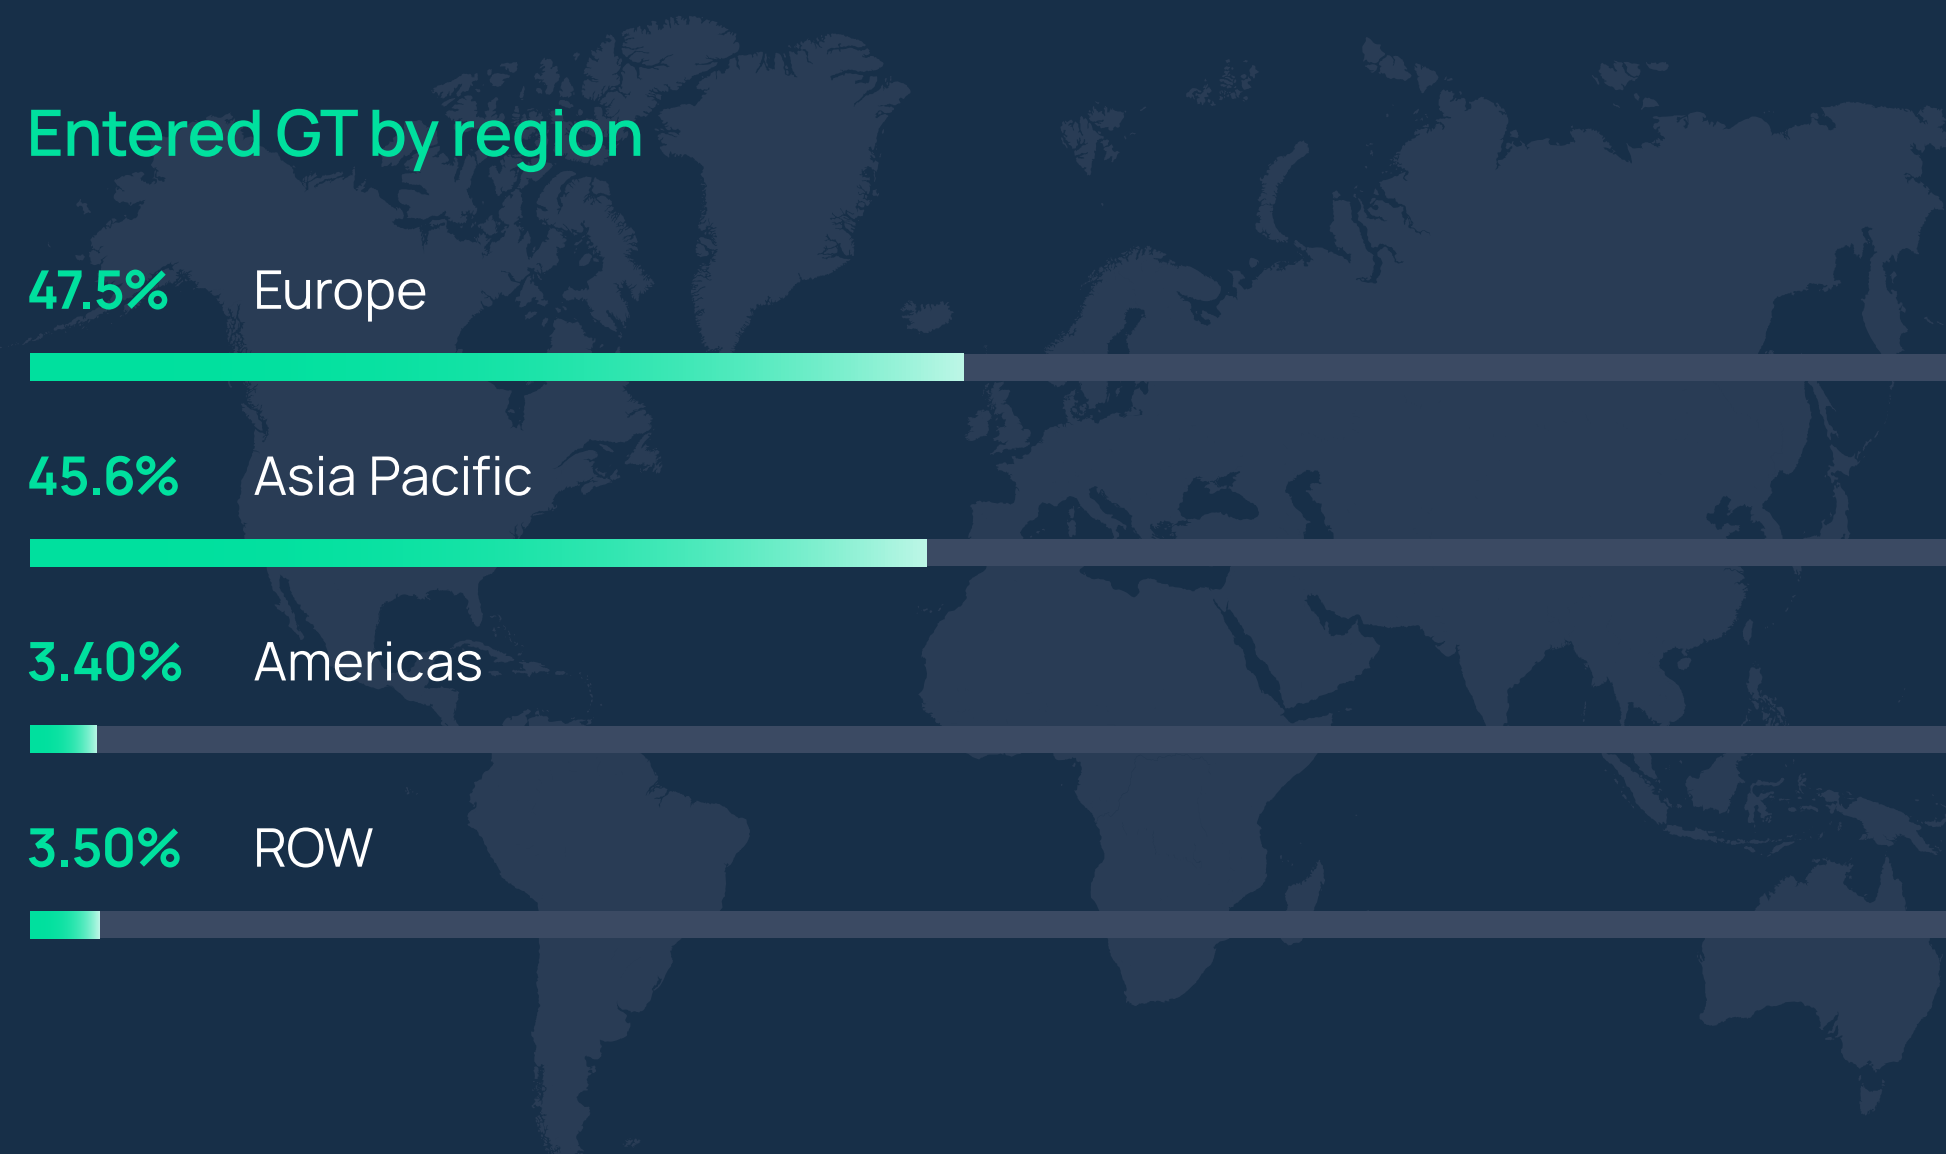 Entered GT by region
47.5% Europe
45.6% Asia Pacific
3.40% Americas
3.50% ROW